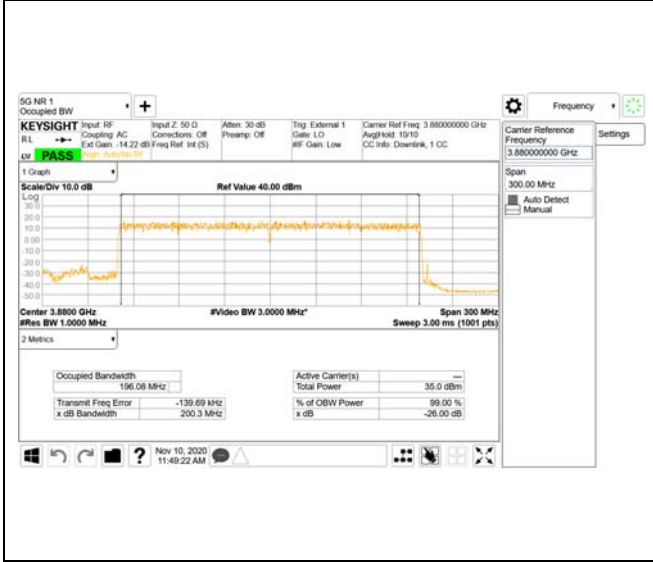 5G NR 1
Occupied BW
Frequency
KEYSIGHT
Input: RF
Input Z: 50 Ω
Atten: 30 dB
Trig: External 1
Carrier Ref Freq: 3.880000000 GHz
R L
Coupling: AC
Corrections: Off
Preamp: Off
Gate: LO
Avg|Hold: 10/10
Ext Gain: -14.22 dB
Freq Ref: Int (S)
#IF Gain: Low
CC Info: Downlink, 1 CC
LXI
PASS
Align: Auto/No RF
Carrier Reference
Frequency
3.880000000 GHz
Settings
Span
300.00 MHz
Auto Detect
Manual
1 Graph
Scale/Div 10.0 dB
Ref Value 40.00 dBm
Log
30.0
20.0
10.0
0.00
-10.0
-20.0
-30.0
-40.0
-50.0
Center 3.8800 GHz
#Video BW 3.0000 MHz*
Span 300 MHz
#Res BW 1.0000 MHz
Sweep 3.00 ms (1001 pts)
2 Metrics
Occupied Bandwidth
196.08 MHz
Active Carrier(s)
---
Total Power
35.0 dBm
Transmit Freq Error
-139.69 kHz
% of OBW Power
99.00 %
x dB Bandwidth
200.3 MHz
x dB
-26.00 dB
?
Nov 10, 2020
11:49:22 AM